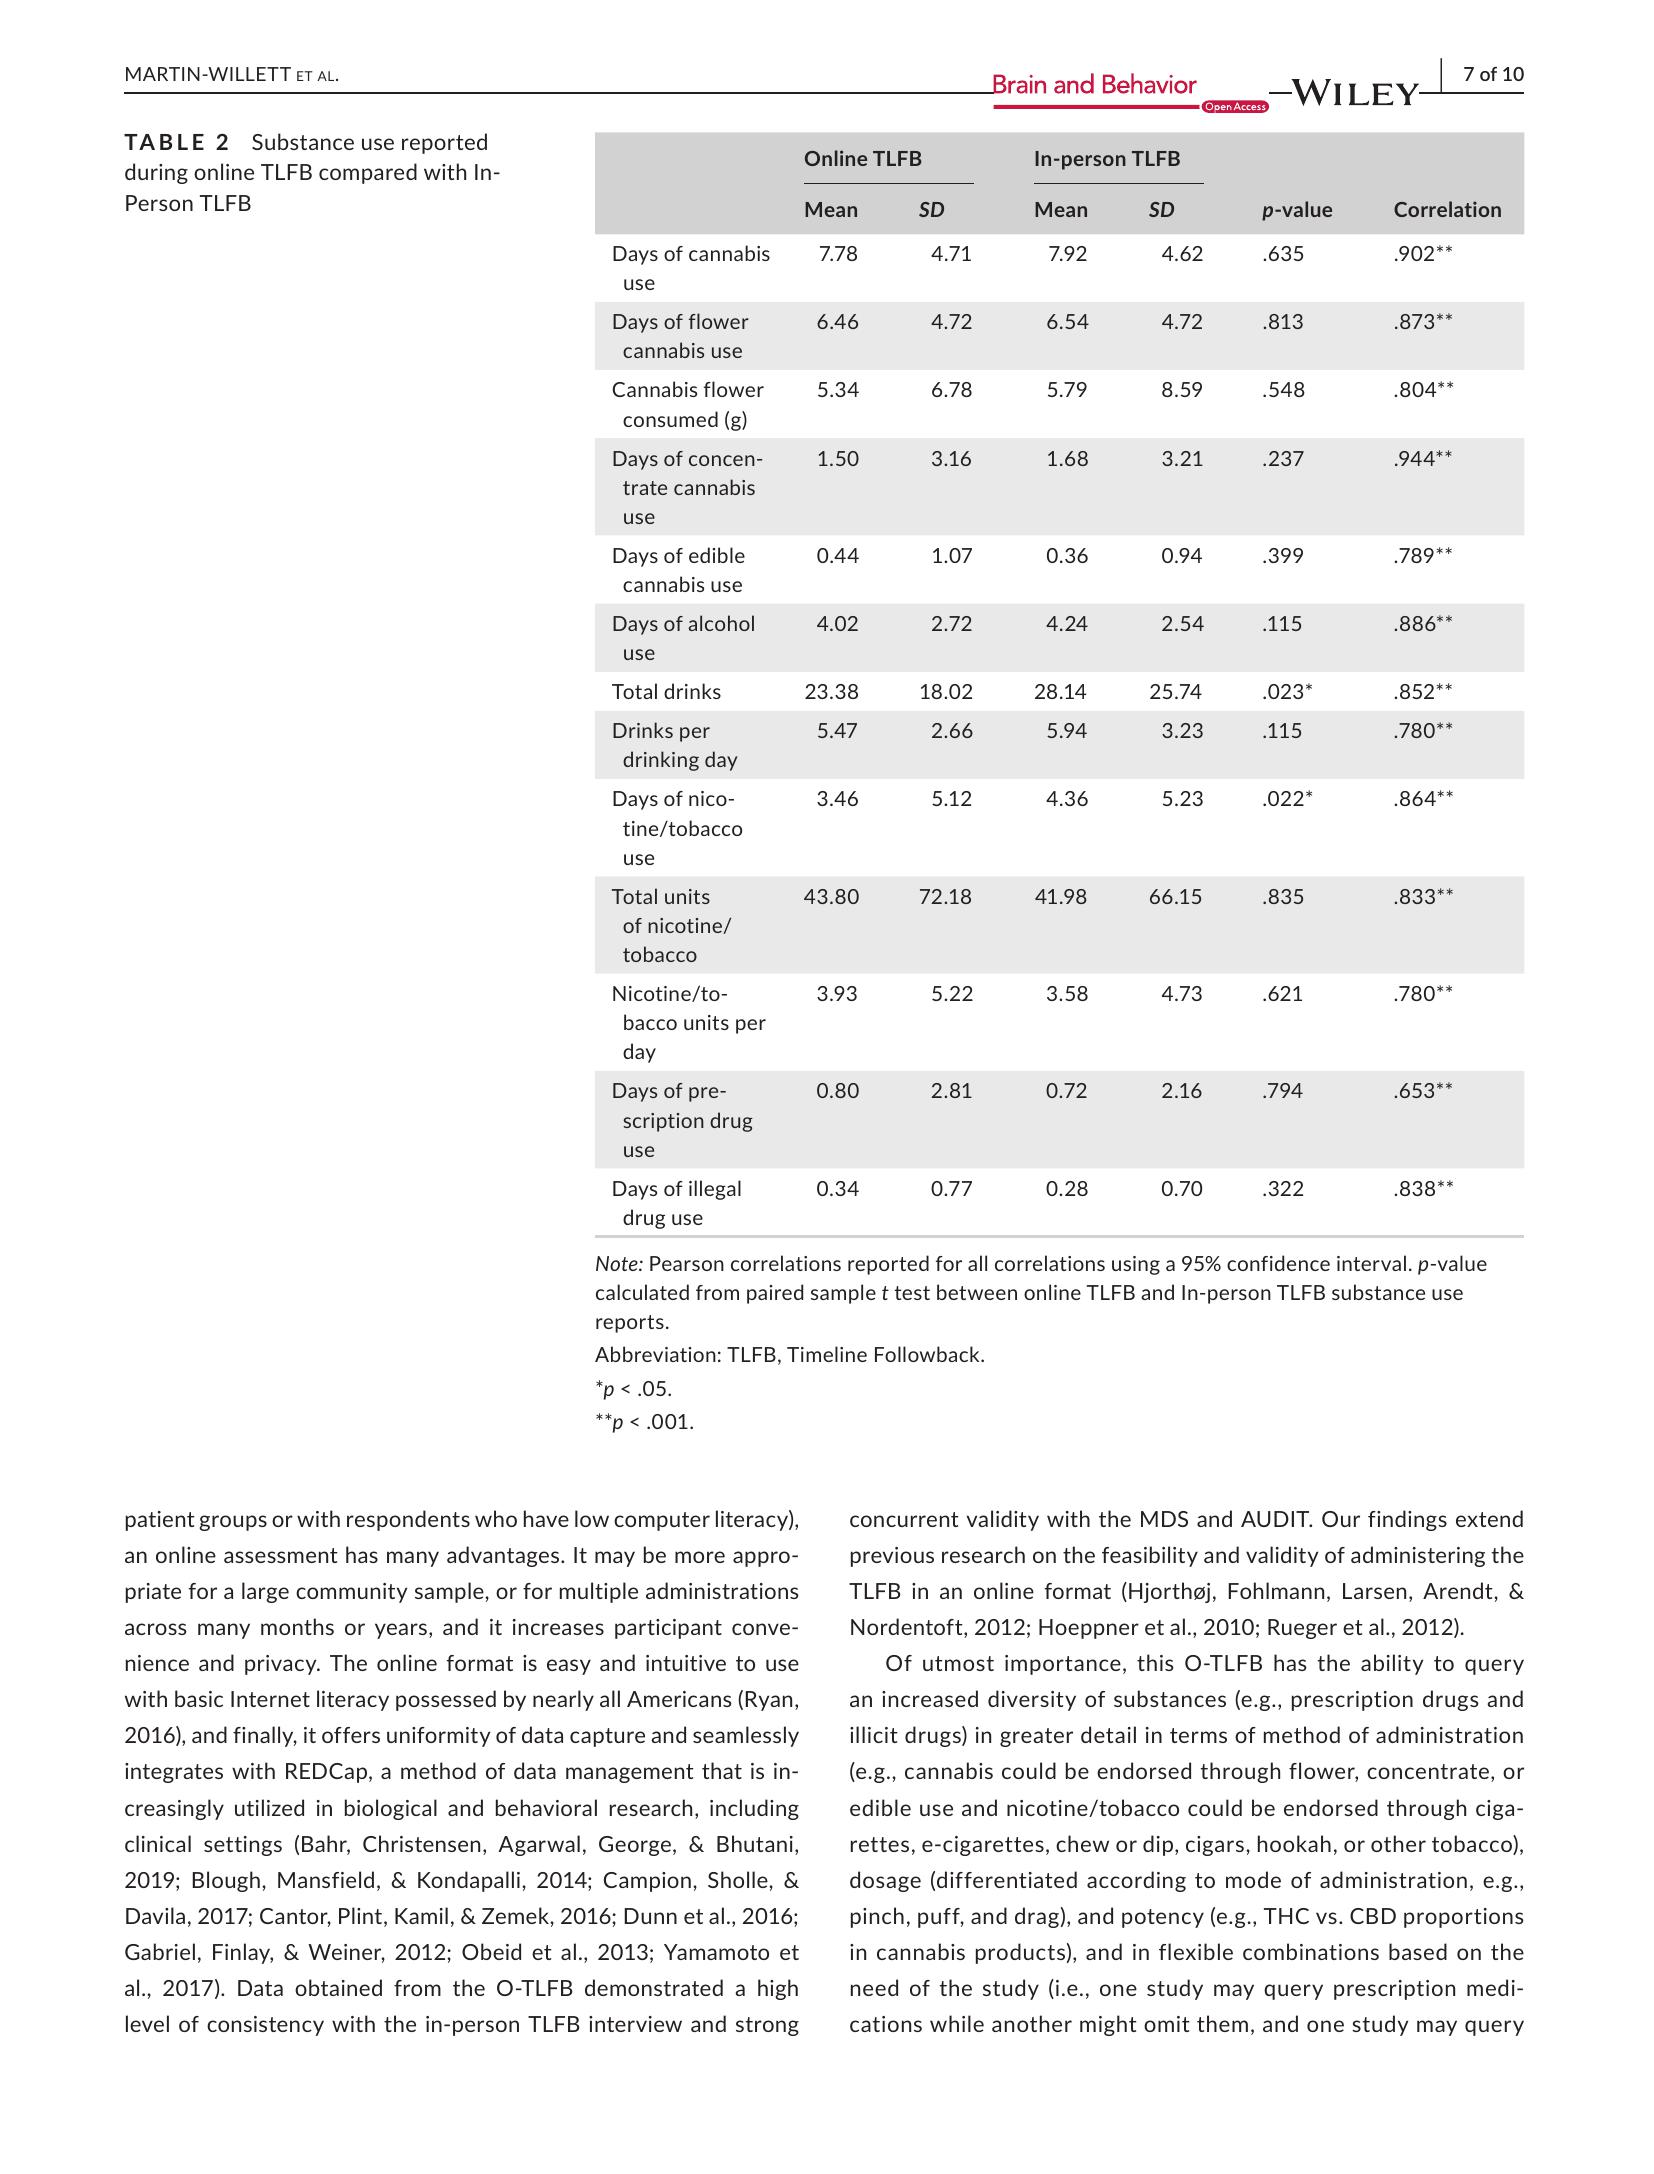 MARTIN-WILLETT ET AL.
Brain and Behavior
Open Access
WILEY
7 of 10
TABLE 2 Substance use reported
during online TLFB compared with In-
Person TLFB
Online TLFB In-person TLFB
Mean SD Mean SD p-value Correlation
Days of cannabis 7.78 4.71 7.92 4.62 .635 .902**
use
Days of flower 6.46 4.72 6.54 4.72 .813 .873**
cannabis use
Cannabis flower 5.34 6.78 5.79 8.59 .548 .804**
consumed (g)
Days of concen- 1.50 3.16 1.68 3.21 .237 .944**
trate cannabis
use
Days of edible 0.44 1.07 0.36 0.94 .399 .789**
cannabis use
Days of alcohol 4.02 2.72 4.24 2.54 .115 .886**
use
Total drinks 23.38 18.02 28.14 25.74 .023* .852**
Drinks per 5.47 2.66 5.94 3.23 .115 .780**
drinking day
Days of nico- 3.46 5.12 4.36 5.23 .022* .864**
tine/tobacco
use
Total units 43.80 72.18 41.98 66.15 .835 .833**
of nicotine/
tobacco
Nicotine/to- 3.93 5.22 3.58 4.73 .621 .780**
bacco units per
day
Days of pre- 0.80 2.81 0.72 2.16 .794 .653**
scription drug
use
Days of illegal 0.34 0.77 0.28 0.70 .322 .838**
drug use
Note: Pearson correlations reported for all correlations using a 95% confidence interval. p-value
calculated from paired sample t test between online TLFB and In-person TLFB substance use
reports.
Abbreviation: TLFB, Timeline Followback.
*p < .05.
**p < .001.
patient groups or with respondents who have low computer literacy),
an online assessment has many advantages. It may be more appro-
priate for a large community sample, or for multiple administrations
across many months or years, and it increases participant conve-
nience and privacy. The online format is easy and intuitive to use
with basic Internet literacy possessed by nearly all Americans (Ryan,
2016), and finally, it offers uniformity of data capture and seamlessly
integrates with REDCap, a method of data management that is in-
creasingly utilized in biological and behavioral research, including
clinical settings (Bahr, Christensen, Agarwal, George, & Bhutani,
2019; Blough, Mansfield, & Kondapalli, 2014; Campion, Sholle, &
Davila, 2017; Cantor, Plint, Kamil, & Zemek, 2016; Dunn et al., 2016;
Gabriel, Finlay, & Weiner, 2012; Obeid et al., 2013; Yamamoto et
al., 2017). Data obtained from the O-TLFB demonstrated a high
level of consistency with the in-person TLFB interview and strong
concurrent validity with the MDS and AUDIT. Our findings extend
previous research on the feasibility and validity of administering the
TLFB in an online format (Hjorthøj, Fohlmann, Larsen, Arendt, &
Nordentoft, 2012; Hoeppner et al., 2010; Rueger et al., 2012).
Of utmost importance, this O-TLFB has the ability to query
an increased diversity of substances (e.g., prescription drugs and
illicit drugs) in greater detail in terms of method of administration
(e.g., cannabis could be endorsed through flower, concentrate, or
edible use and nicotine/tobacco could be endorsed through ciga-
rettes, e-cigarettes, chew or dip, cigars, hookah, or other tobacco),
dosage (differentiated according to mode of administration, e.g.,
pinch, puff, and drag), and potency (e.g., THC vs. CBD proportions
in cannabis products), and in flexible combinations based on the
need of the study (i.e., one study may query prescription medi-
cations while another might omit them, and one study may query